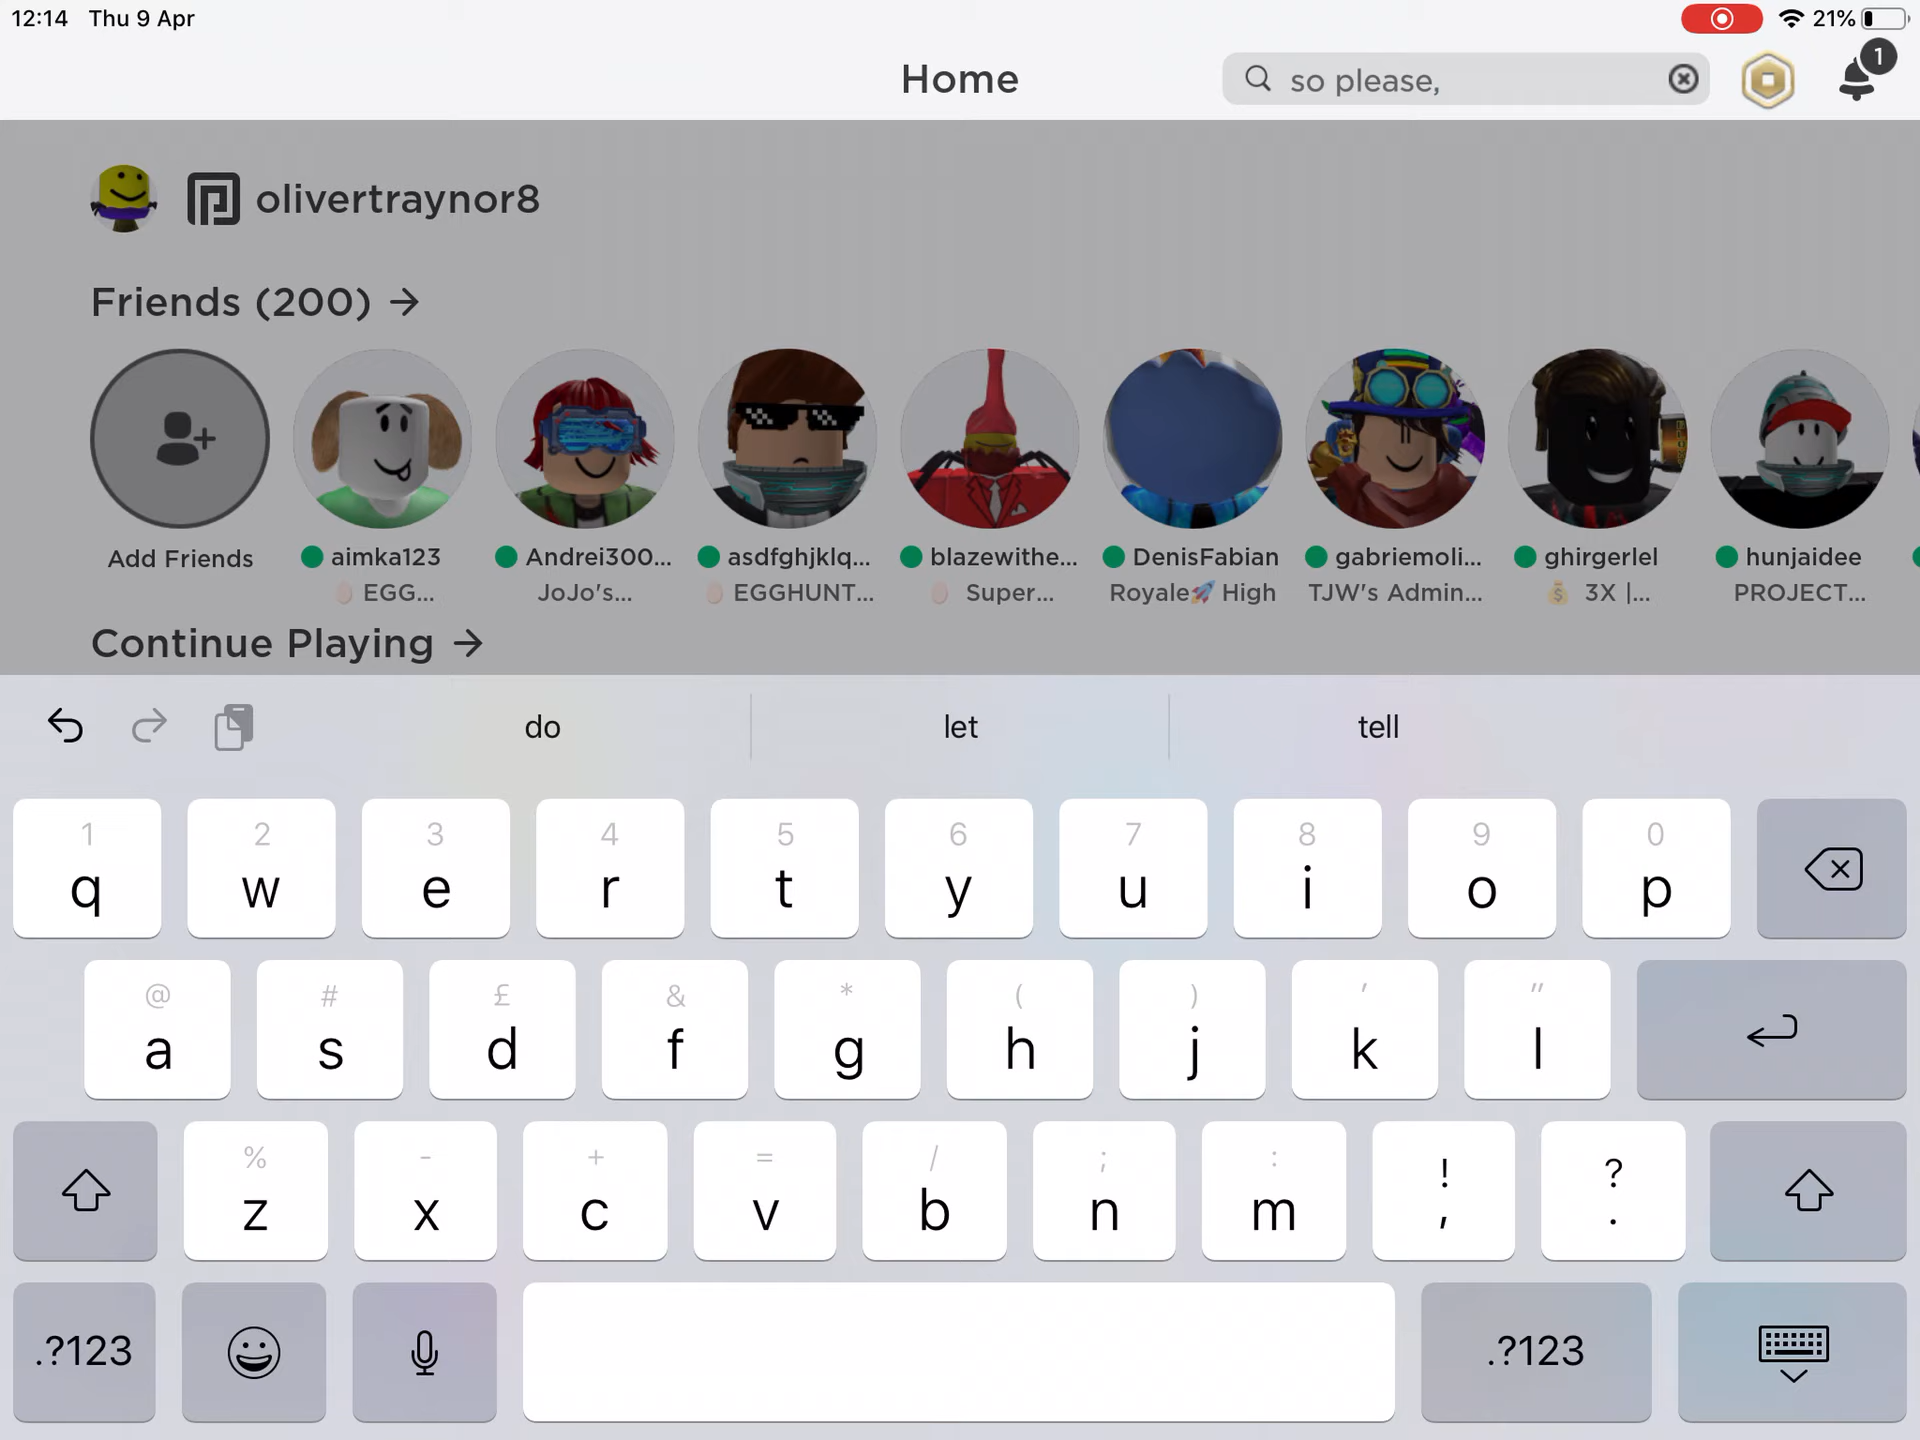 12:14 Thu 9 Apr 21%
Home
so please,
1
olivertraynor8
Friends (200) →
Add Friends
aimka123
EGG...
Andrei300...
JoJo's...
asdfghjklq...
EGGHUNT...
blazewithe...
Super...
DenisFabian
Royale🚀 High
gabriemoli...
TJW's Admin...
ghirgerlel
💰 3X |...
hunjaidee
PROJECT...
Continue Playing →
do let tell
1 2 3 4 5 6 7 8 9 0
q w e r t y u i o p
@ # £ & * ( ) ' "
a s d f g h j k l
% - + = / ; : ! ?
z x c v b n m , .
.?123 .?123